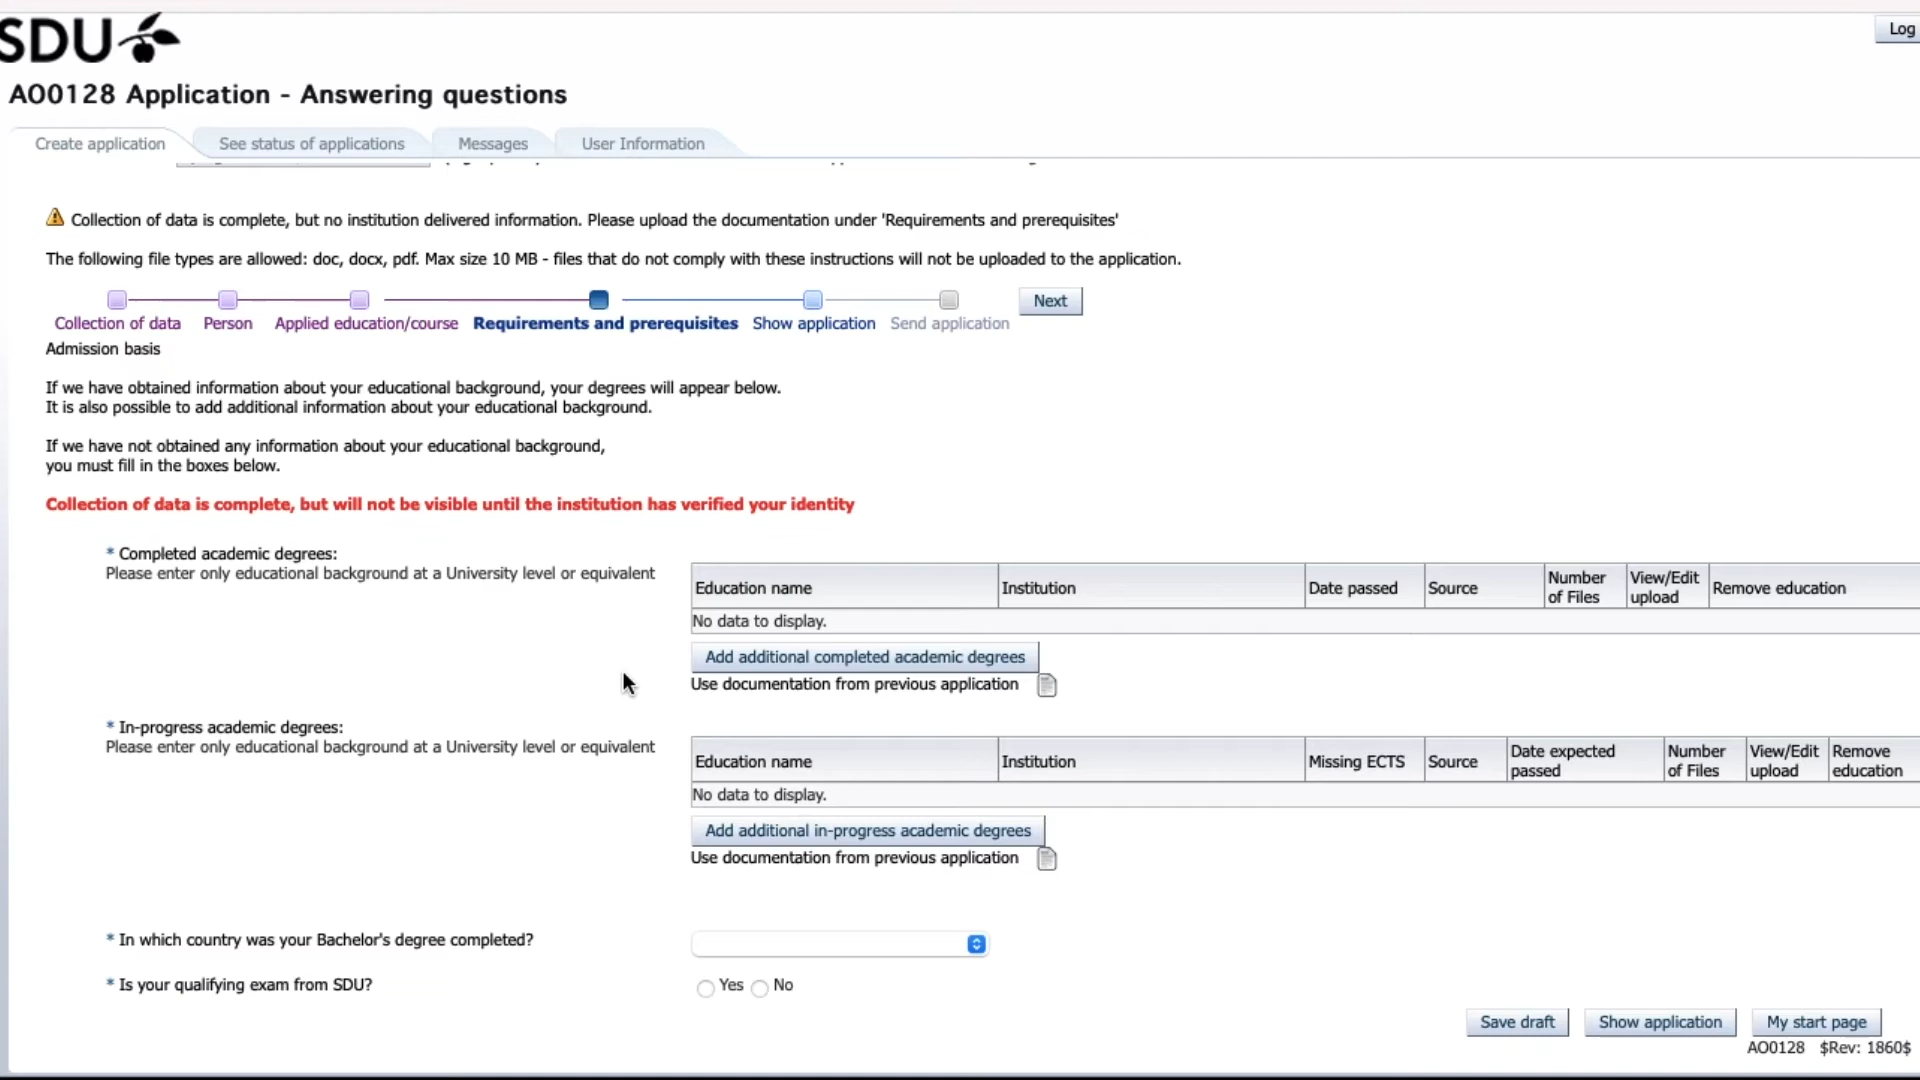 SDU
Log
AO0128 Application - Answering questions
Create application
See status of applications
Messages
User Information
Collection of data is complete, but no institution delivered information. Please upload the documentation under 'Requirements and prerequisites'
The following file types are allowed: doc, docx, pdf. Max size 10 MB - files that do not comply with these instructions will not be uploaded to the application.
Next
Collection of data Person Applied education/course Requirements and prerequisites Show application Send application
Admission basis
If we have obtained information about your educational background, your degrees will appear below.
It is also possible to add additional information about your educational background.
If we have not obtained any information about your educational background,
you must fill in the boxes below.
Collection of data is complete, but will not be visible until the institution has verified your identity
* Completed academic degrees:
Please enter only educational background at a University level or equivalent
Education name Institution Date passed Source Number of Files View/Edit upload Remove education
No data to display.
Add additional completed academic degrees
Use documentation from previous application
* In-progress academic degrees:
Please enter only educational background at a University level or equivalent
Education name Institution Missing ECTS Source Date expected passed Number of Files View/Edit upload Remove education
No data to display.
Add additional in-progress academic degrees
Use documentation from previous application
* In which country was your Bachelor's degree completed?
* Is your qualifying exam from SDU?
Yes No
Save draft
Show application
My start page
AO0128 $Rev: 1860$